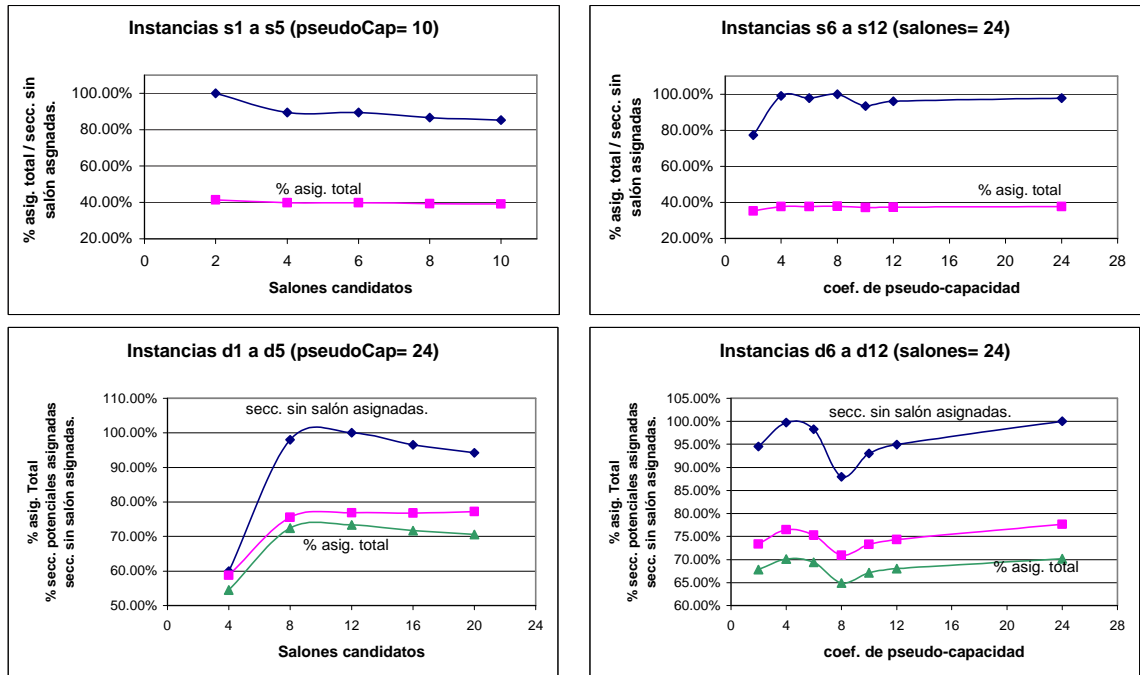 Instancias s1 a s5 (pseudoCap= 10)
% asig. total / secc. sin
salón asgnadas.
100.00%
80.00%
60.00%
40.00%
20.00%
% asig. total
0 2 4 6 8 10
Salones candidatos
Instancias s6 a s12 (salones= 24)
% asig. total / secc. sin
salón asignadas.
100.00%
80.00%
60.00%
40.00%
20.00%
% asig. total
0 4 8 12 16 20 24 28
coef. de pseudo-capacidad
Instancias d1 a d5 (pseudoCap= 24)
% asig. Total
% secc. potenciales asignadas
secc. sin salón asignadas.
110.00%
100.00%
90.00%
80.00%
70.00%
60.00%
50.00%
secc. sin salón asignadas.
% asig. total
0 4 8 12 16 20 24
Salones candidatos
Instancias d6 a d12 (salones= 24)
% asig. Total
% secc. potenciales asignadas
secc. sin salón asignadas.
105.00%
100.00%
95.00%
90.00%
85.00%
80.00%
75.00%
70.00%
65.00%
60.00%
secc. sin salón asignadas.
% asig. total
0 4 8 12 16 20 24 28
coef. de pseudo-capacidad